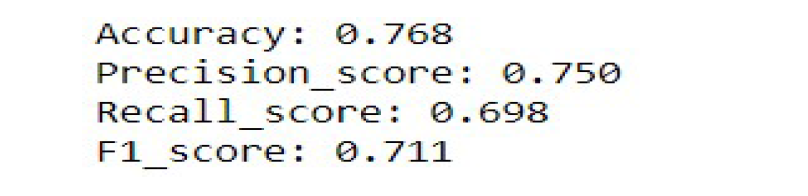 Accuracy: 0.768
Precision_score: 0.750
Recall_score: 0.698
F1_score: 0.711